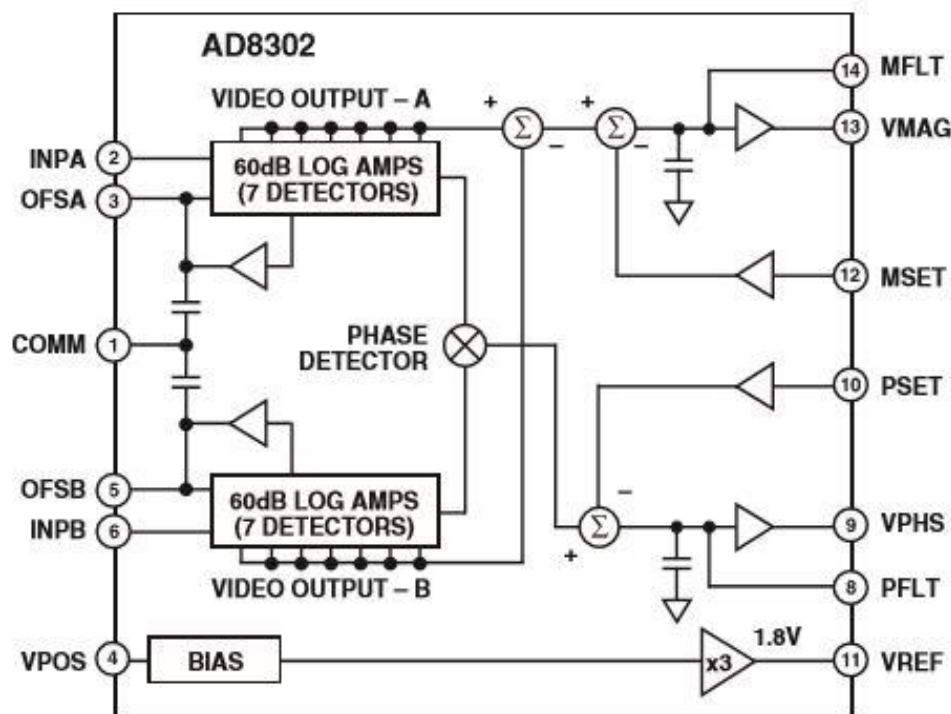 AD8302
VIDEO OUTPUT – A
+
Σ
–
+
Σ
–
14
MFLT
13
VMAG
INPA
2
60dB LOG AMPS
(7 DETECTORS)
OFSA
3
12
MSET
COMM
1
PHASE
DETECTOR
10
PSET
OFSB
5
60dB LOG AMPS
(7 DETECTORS)
INPB
6
–
+
Σ
9
VPHS
VIDEO OUTPUT – B
8
PFLT
VPOS
4
BIAS
x3
1.8V
11
VREF